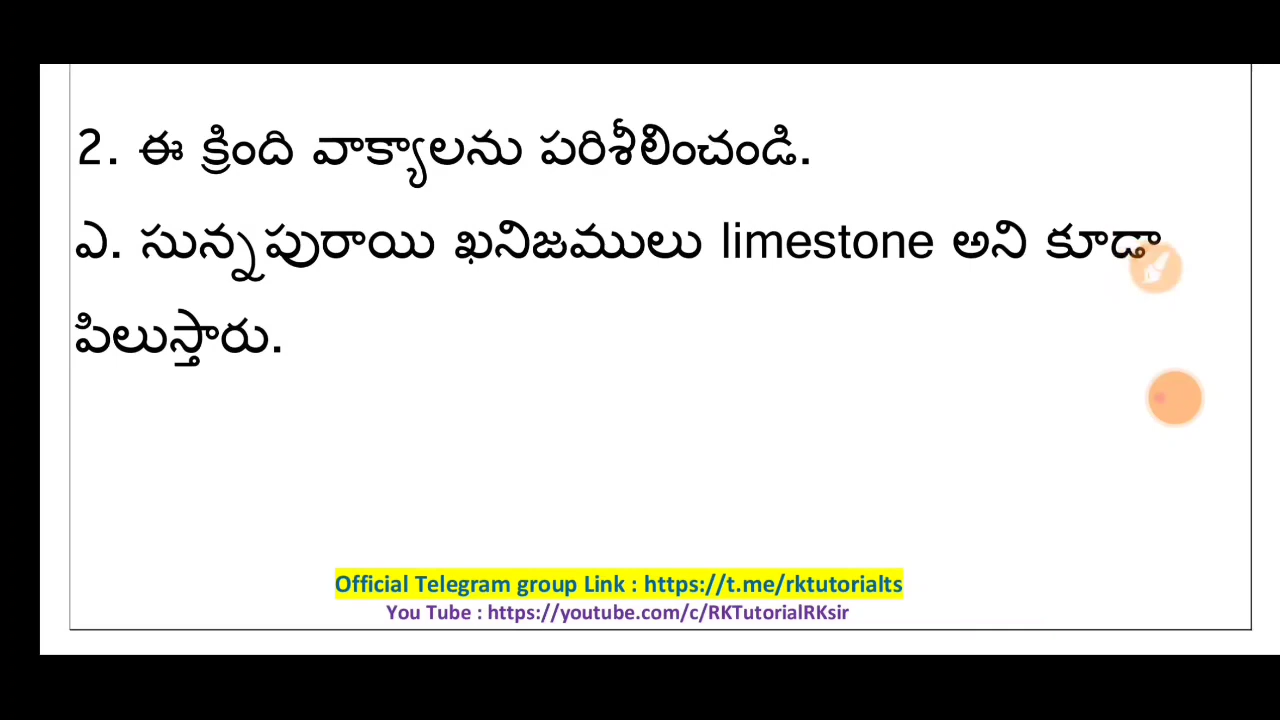 2. ఈ క్రింది వాక్యాలను పరిశీలించండి.
ఎ. సున్నపురాయి ఖనిజములు limestone అని కూడా
పిలుస్తారు.
Official Telegram group Link : https://t.me/rktutorialts
You Tube : https://youtube.com/c/RKTutorialRKsir